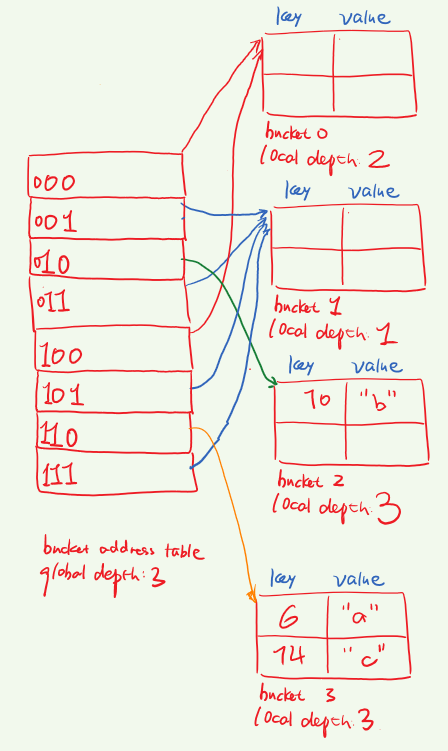 key value
bucket 0
local depth: 2
000
001
010
011
100
101
110
111
bucket address table
global depth: 3
key value
bucket 1
local depth: 1
key value
10 "b"
bucket 2
local depth: 3
key value
6 "a"
14 "c"
bucket 3
local depth: 3